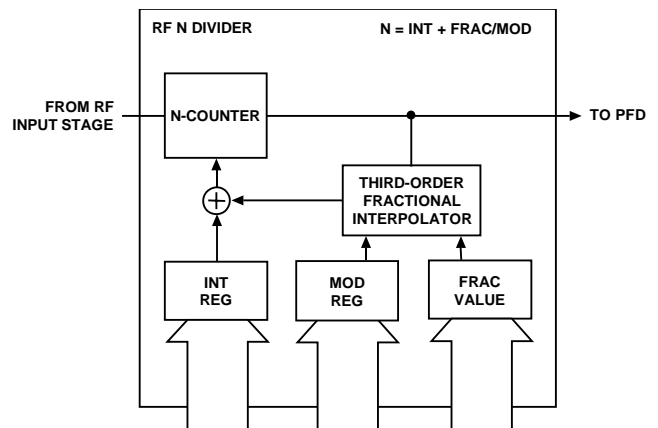 RF N DIVIDER
N = INT + FRAC/MOD
FROM RF
INPUT STAGE
N-COUNTER
TO PFD
THIRD-ORDER
FRACTIONAL
INTERPOLATOR
INT
REG
MOD
REG
FRAC
VALUE